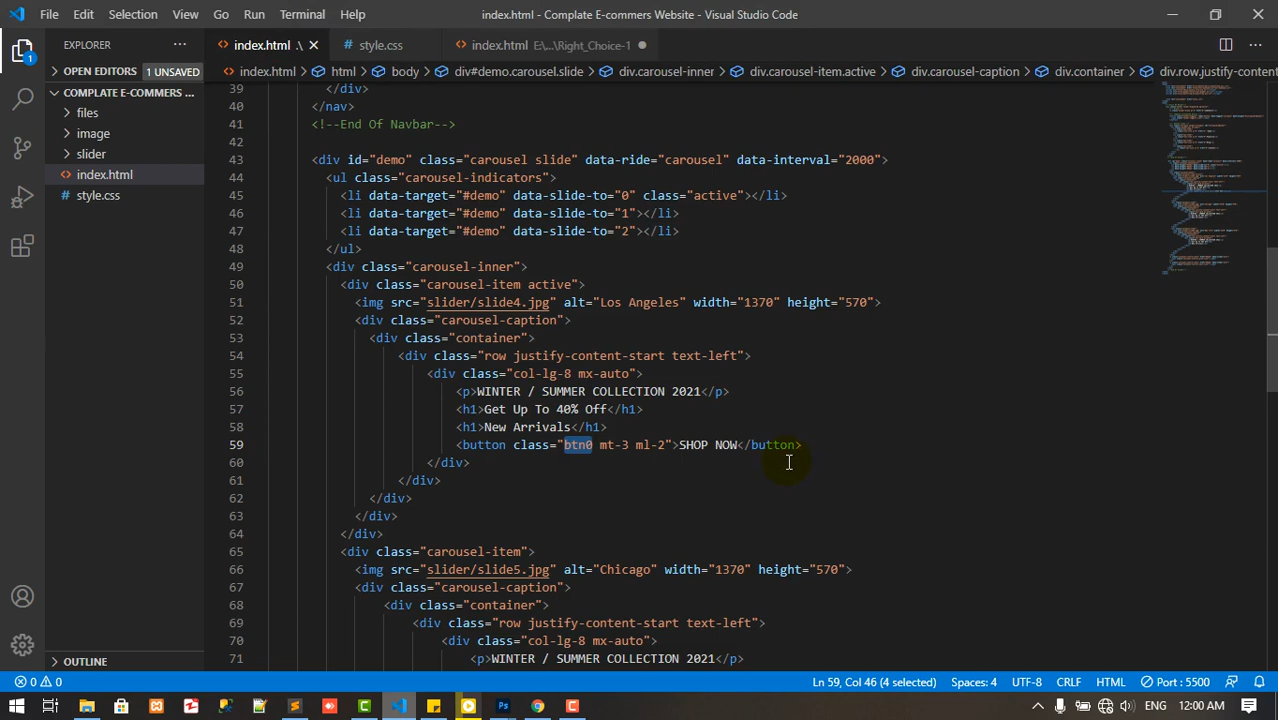 File Edit Selection View Go Run Terminal Help index.html - Complate E-commers Website - Visual Studio Code
EXPLORER ··· index.html .\ style.css index.html E:\...\Right_Choice-1
OPEN EDITORS 1 UNSAVED index.html > html > body > div#demo.carousel.slide > div.carousel-inner > div.carousel-item.active > div.carousel-caption > div.container > div.row.justify-content
COMPLATE E-COMMERS ...
files
image
slider
index.html
style.css
39 </div>
40 </nav>
41 <!--End Of Navbar-->
42
43 <div id="demo" class="carousel slide" data-ride="carousel" data-interval="2000">
44 <ul class="carousel-indicators">
45 <li data-target="#demo" data-slide-to="0" class="active"></li>
46 <li data-target="#demo" data-slide-to="1"></li>
47 <li data-target="#demo" data-slide-to="2"></li>
48 </ul>
49 <div class="carousel-inner">
50 <div class="carousel-item active">
51 <img src="slider/slide4.jpg" alt="Los Angeles" width="1370" height="570">
52 <div class="carousel-caption">
53 <div class="container">
54 <div class="row justify-content-start text-left">
55 <div class="col-lg-8 mx-auto">
56 <p>WINTER / SUMMER COLLECTION 2021</p>
57 <h1>Get Up To 40% Off</h1>
58 <h1>New Arrivals</h1>
59 <button class="btn0 mt-3 ml-2">SHOP NOW</button>
60 </div>
61 </div>
62 </div>
63 </div>
64 </div>
65 <div class="carousel-item">
66 <img src="slider/slide5.jpg" alt="Chicago" width="1370" height="570">
67 <div class="carousel-caption">
68 <div class="container">
69 <div class="row justify-content-start text-left">
70 <div class="col-lg-8 mx-auto">
71 <p>WINTER / SUMMER COLLECTION 2021</p>
OUTLINE
0 0 Ln 59, Col 46 (4 selected) Spaces: 4 UTF-8 CRLF HTML Port : 5500
12:00 AM